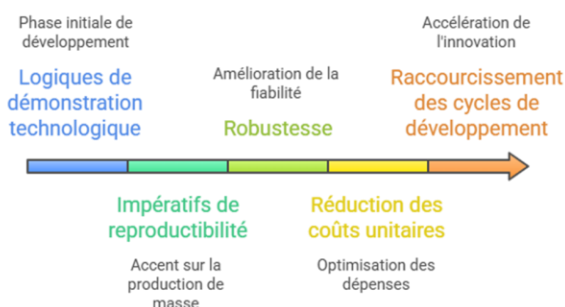 Phase initiale de
développement
Logiques de
démonstration
technologique
Impératifs de
reproductibilité
Accent sur la
production de
masse
Amélioration de la
fiabilité
Robustesse
Réduction des
coûts unitaires
Optimisation des
dépenses
Accélération de
l'innovation
Raccourcissement
des cycles de
développement